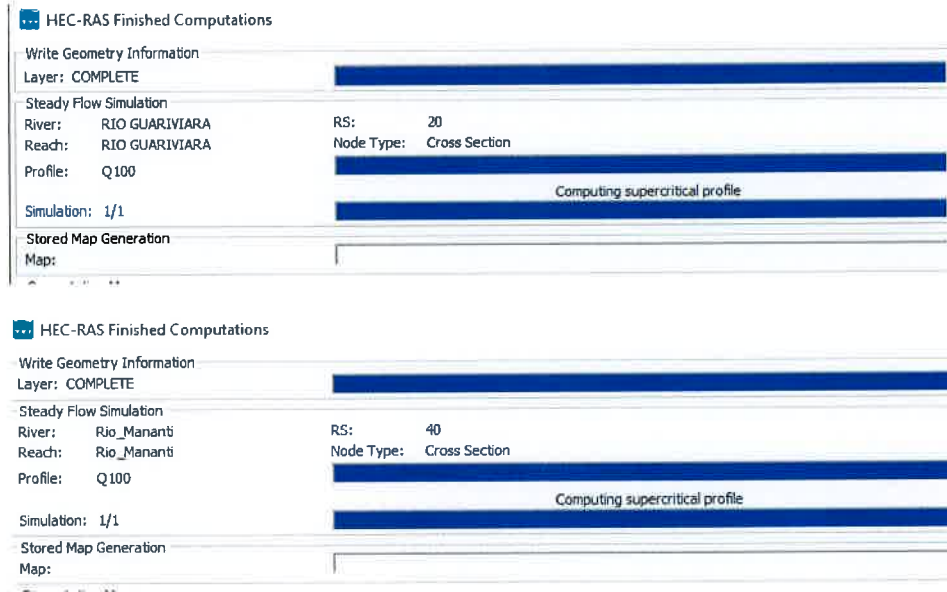 HEC-RAS Finished Computations
Write Geometry Information
Layer: COMPLETE
Steady Flow Simulation
River: RIO GUARIVIARA RS: 20
Reach: RIO GUARIVIARA Node Type: Cross Section
Profile: Q100
Computing supercritical profile
Simulation: 1/1
Stored Map Generation
Map:
HEC-RAS Finished Computations
Write Geometry Information
Layer: COMPLETE
Steady Flow Simulation
River: Rio_Mananti RS: 40
Reach: Rio_Mananti Node Type: Cross Section
Profile: Q100
Computing supercritical profile
Simulation: 1/1
Stored Map Generation
Map: